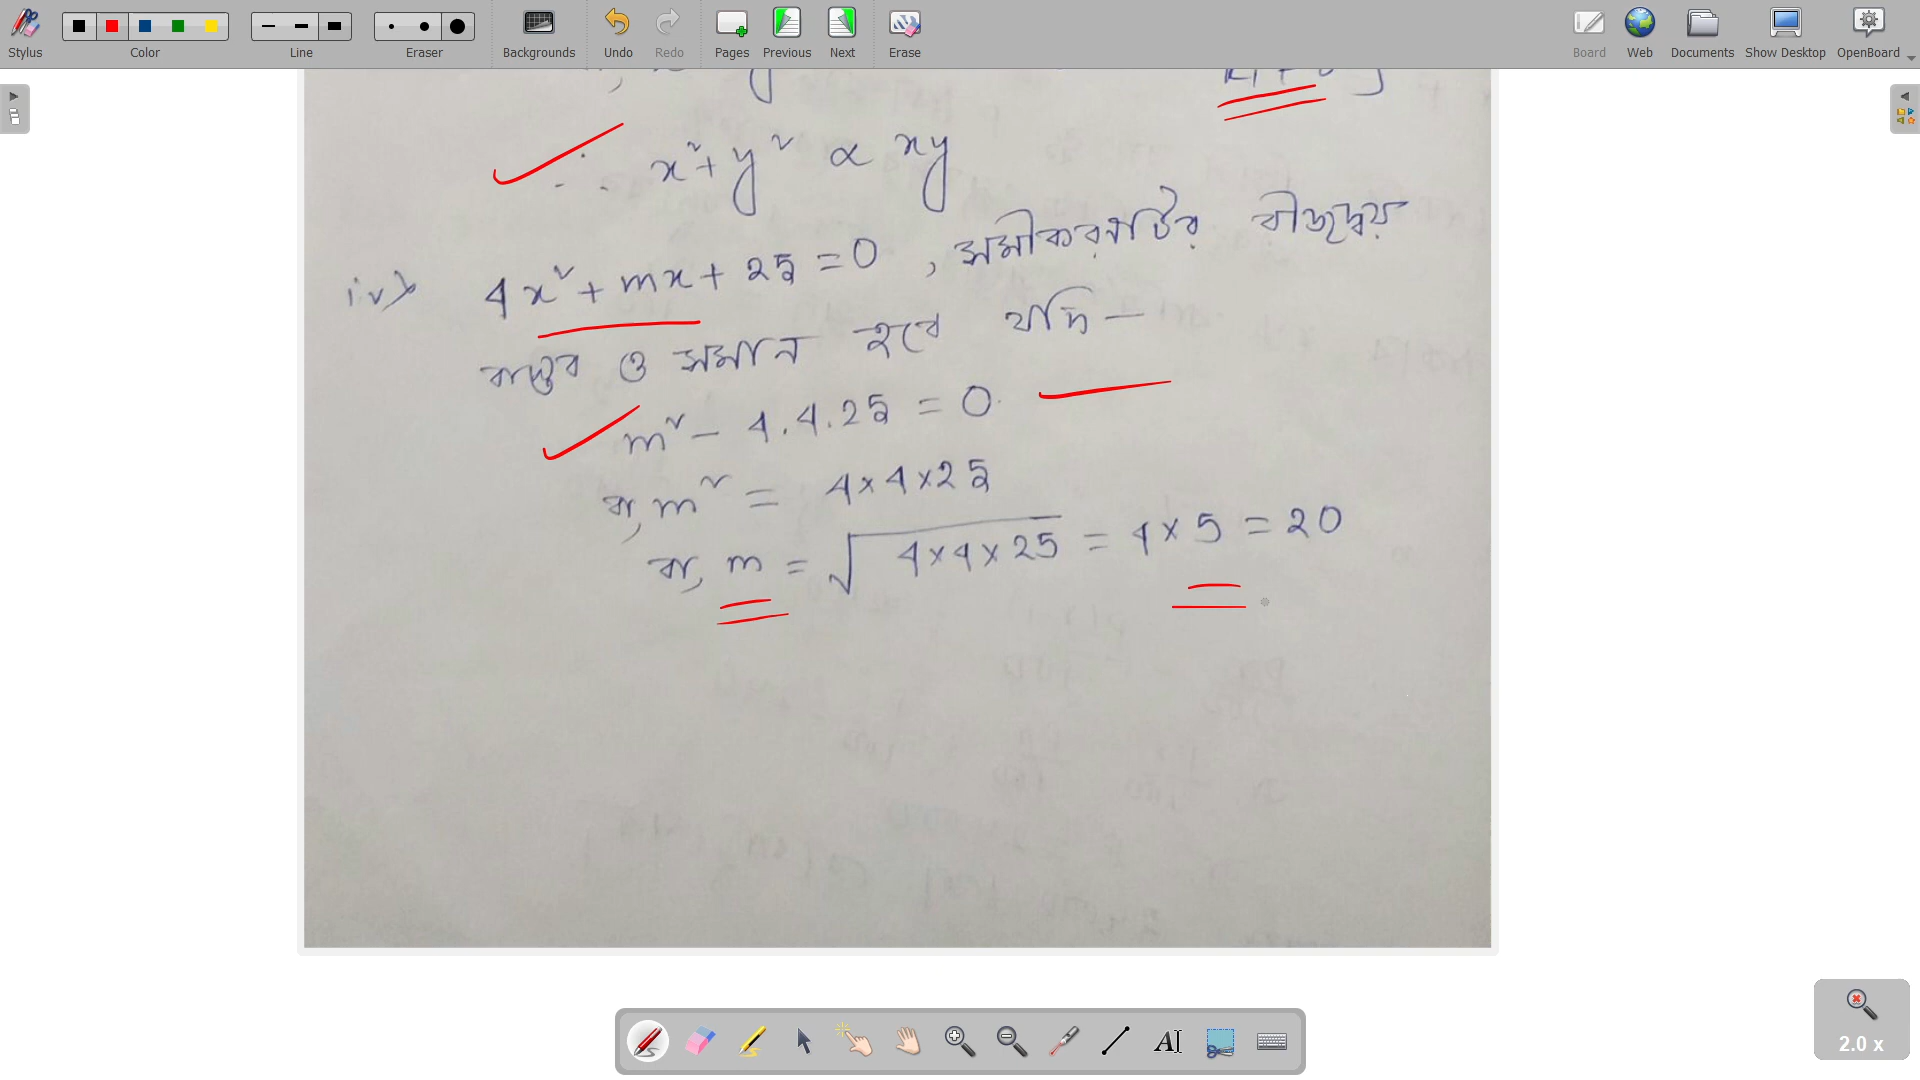 Stylus Color Line Eraser Backgrounds Undo Redo Pages Previous Next Erase Board Web Documents Show Desktop OpenBoard
∴ x²+y² ∝ xy
iv> 4x²+mx+25=0, সমীকরণটির বীজদ্বয়
বাস্তব ও সমান হবে যদি —
m² - 4.4.25 = 0.
বা, m² = 4×4×25
বা, m = √4×4×25 = 4×5 = 20
2.0 x